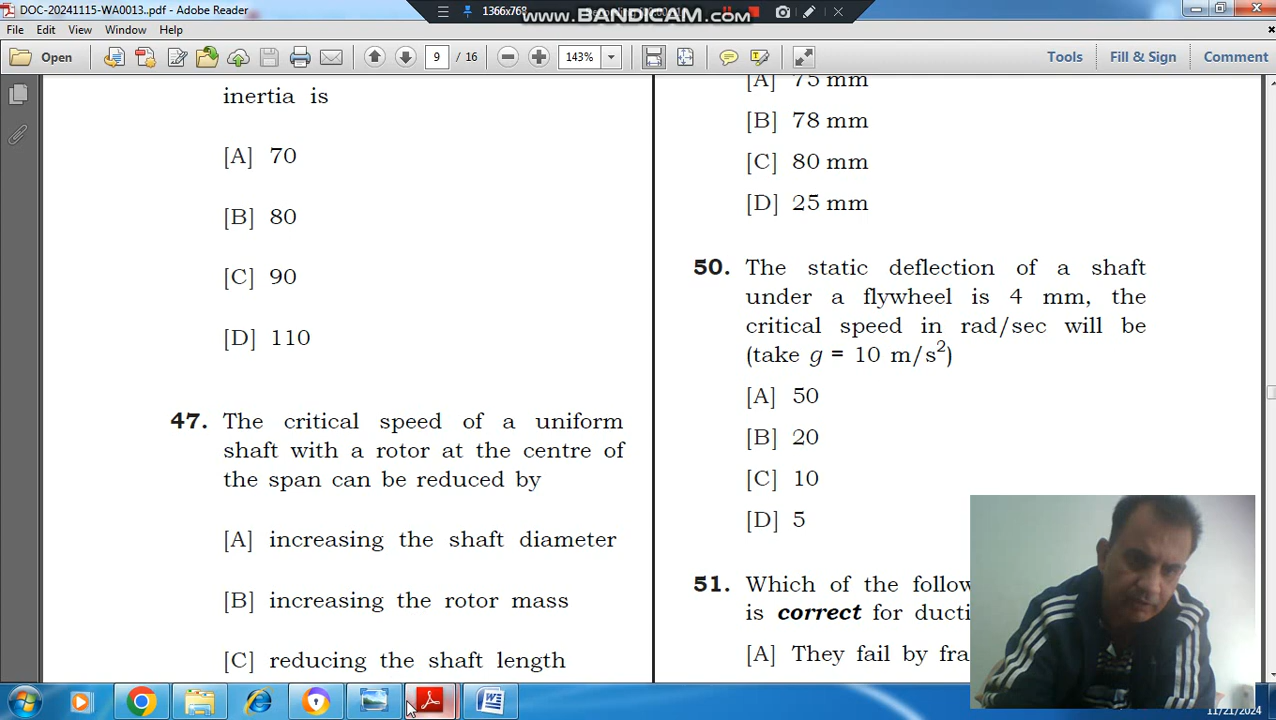 DOC-20241115-WA0013..pdf - Adobe Reader
1366x768
www.BANDICAM.com
File Edit View Window Help
Open
9 / 16
143%
Tools Fill & Sign Comment
inertia is
[A] 70
[B] 80
[C] 90
[D] 110
47. The critical speed of a uniform
shaft with a rotor at the centre of
the span can be reduced by
[A] increasing the shaft diameter
[B] increasing the rotor mass
[C] reducing the shaft length
[A] 75 mm
[B] 78 mm
[C] 80 mm
[D] 25 mm
50. The static deflection of a shaft
under a flywheel is 4 mm, the
critical speed in rad/sec will be
(take g = 10 m/s²)
[A] 50
[B] 20
[C] 10
[D] 5
51. Which of the follow
is correct for ducti
[A] They fail by fra
11/21/2024